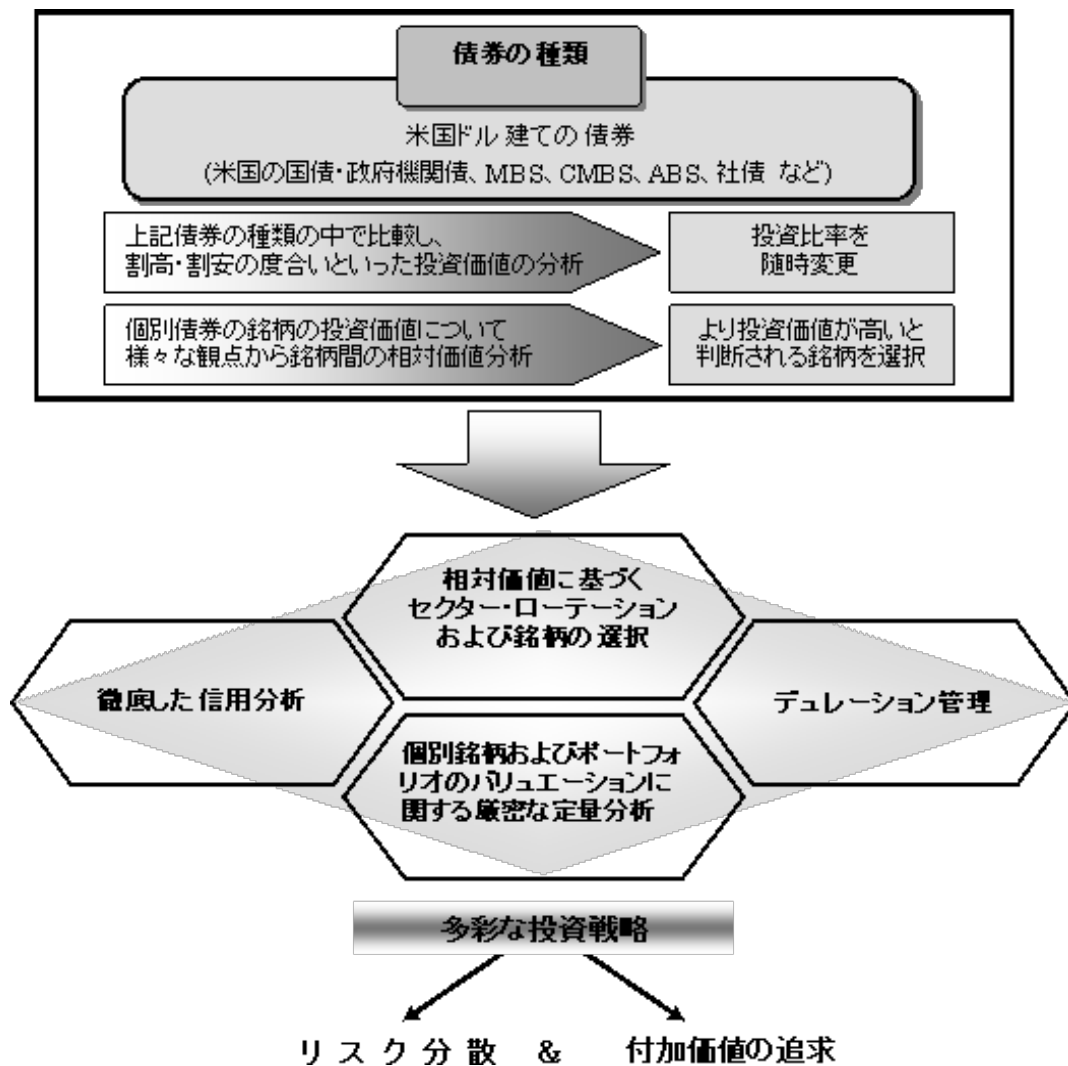 債券の種類
米国ドル建ての債券
(米国の国債・政府機関債、MBS、CMBS、ABS、社債 など)
上記債券の種類の中で比較し、
割高・割安の度合いといった投資価値の分析
投資比率を
随時変更
個別債券の銘柄の投資価値について
様々な観点から銘柄間の相対価値分析
より投資価値が高いと
判断される銘柄を選択
相対価値に基づく
セクター・ローテーション
および銘柄の選択
徹底した信用分析
デュレーション管理
個別銘柄およびポートフォ
リオのバリュエーションに
関する厳密な定量分析
多彩な投資戦略
リスク分散 & 付加価値の追求